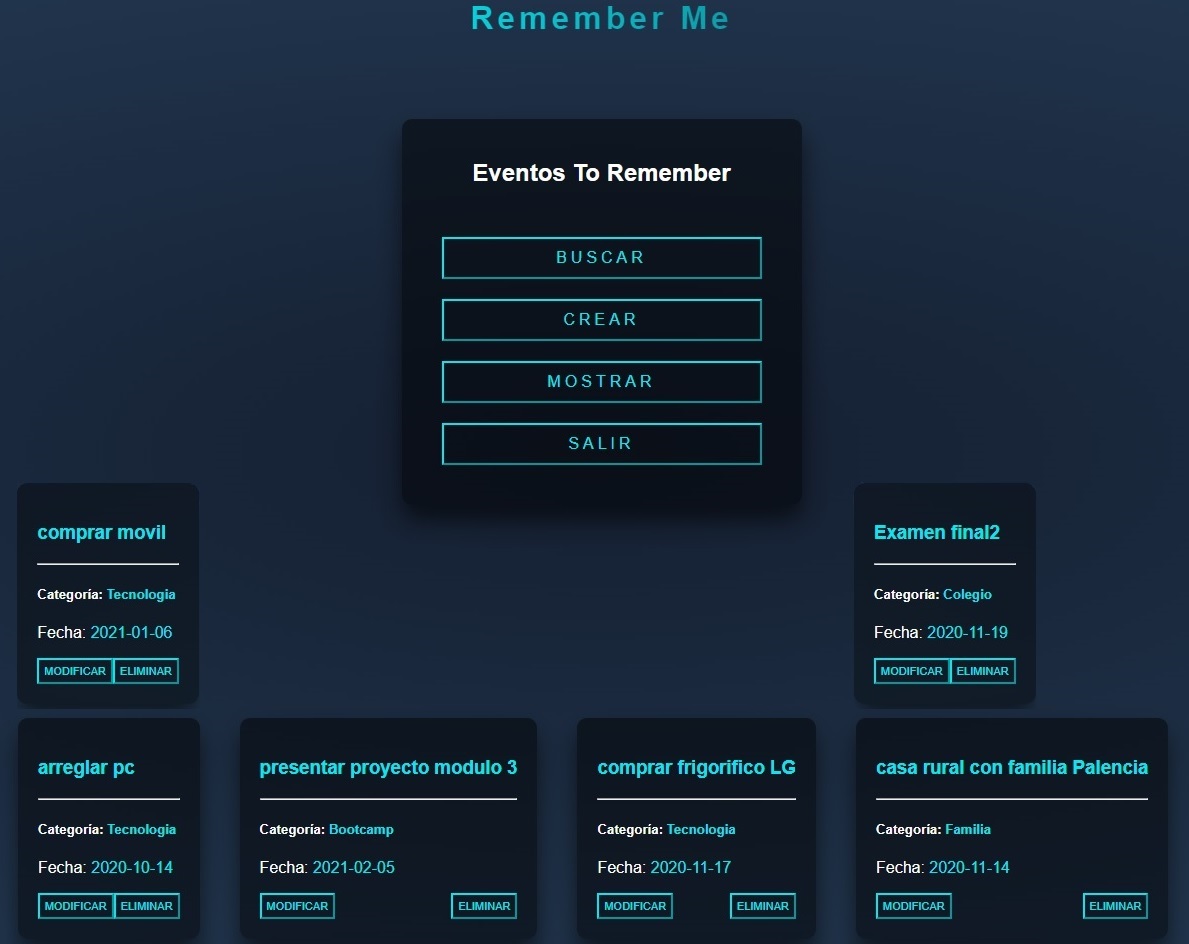 Remember Me
Eventos To Remember
BUSCAR
CREAR
MOSTRAR
SALIR
comprar movil
Categoría: Tecnologia
Fecha: 2021-01-06
MODIFICAR ELIMINAR
Examen final2
Categoría: Colegio
Fecha: 2020-11-19
MODIFICAR ELIMINAR
arreglar pc
Categoría: Tecnologia
Fecha: 2020-10-14
MODIFICAR ELIMINAR
presentar proyecto modulo 3
Categoría: Bootcamp
Fecha: 2021-02-05
MODIFICAR ELIMINAR
comprar frigorifico LG
Categoría: Tecnologia
Fecha: 2020-11-17
MODIFICAR ELIMINAR
casa rural con familia Palencia
Categoría: Familia
Fecha: 2020-11-14
MODIFICAR ELIMINAR